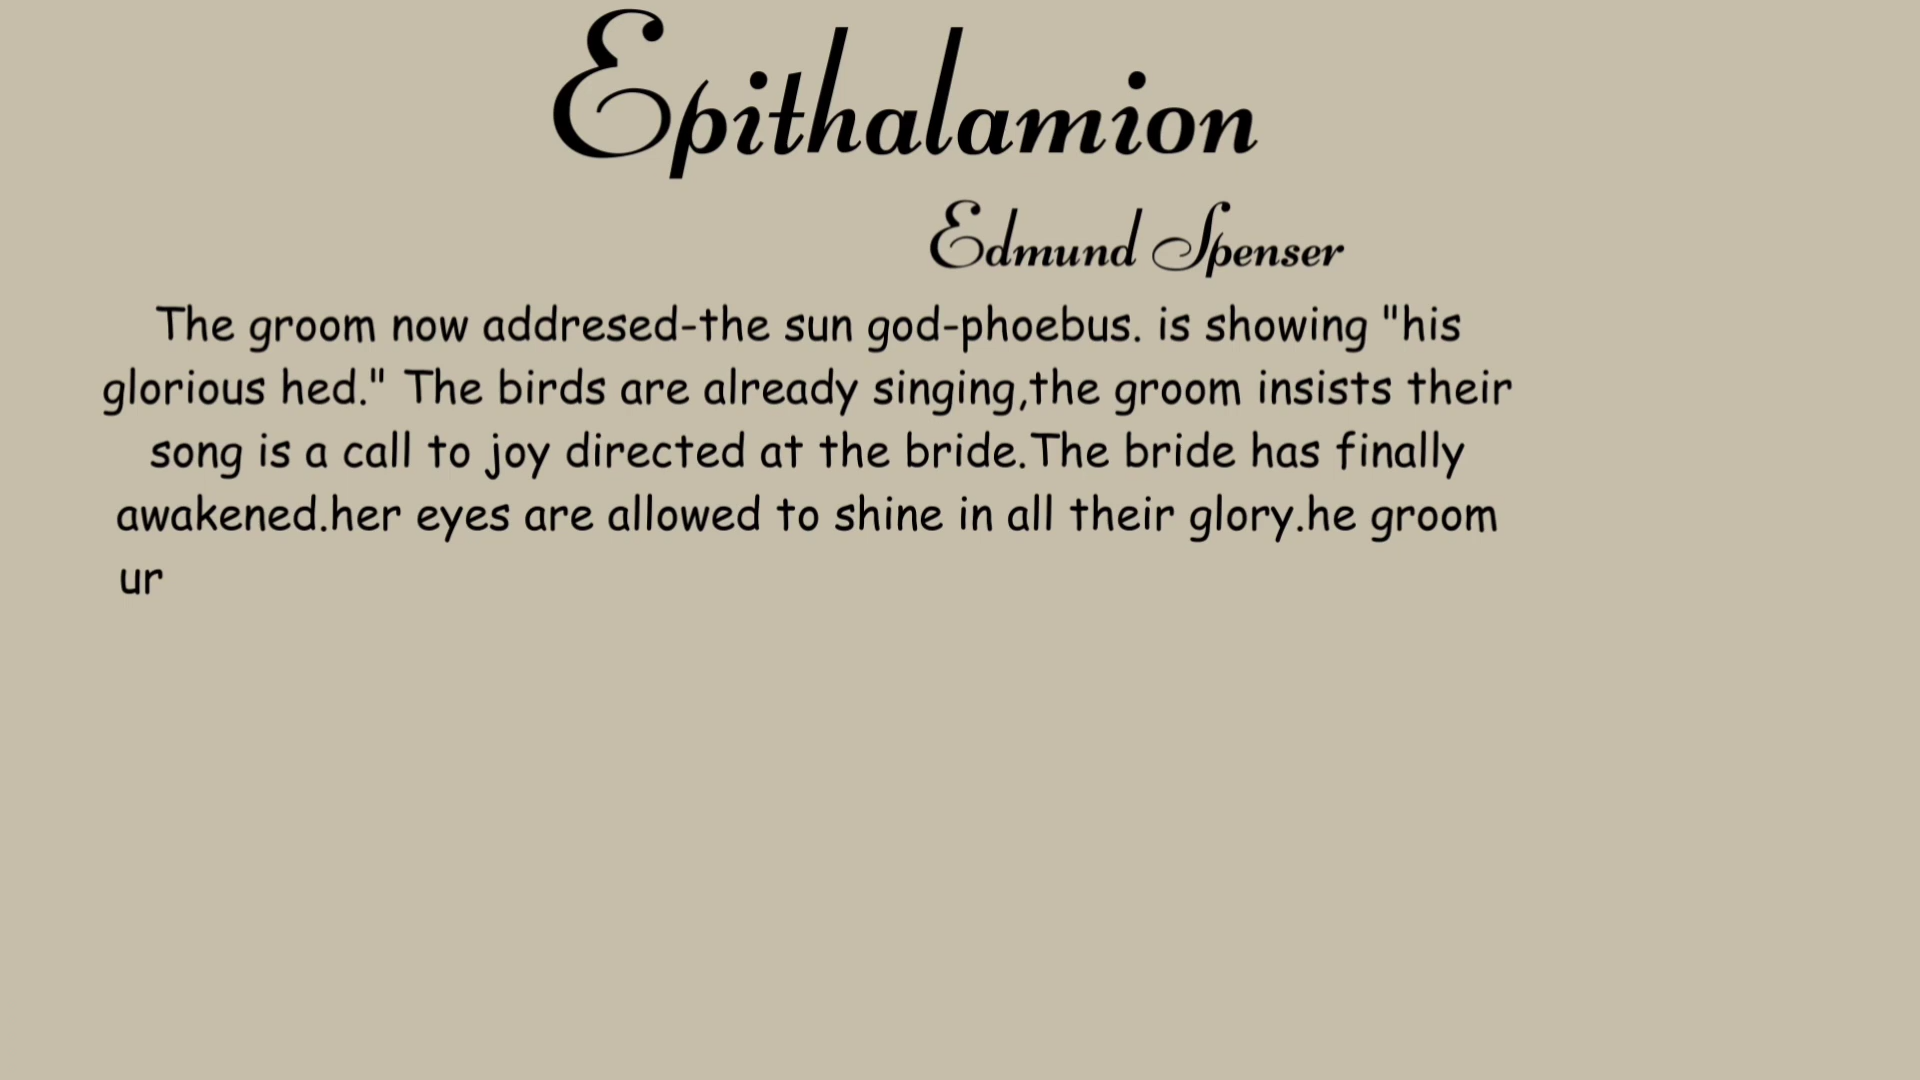 Epithalamion
Edmund Spenser
The groom now addresed-the sun god-phoebus. is showing "his
glorious hed." The birds are already singing,the groom insists their
song is a call to joy directed at the bride.The bride has finally
awakened.her eyes are allowed to shine in all their glory.he groom
ur